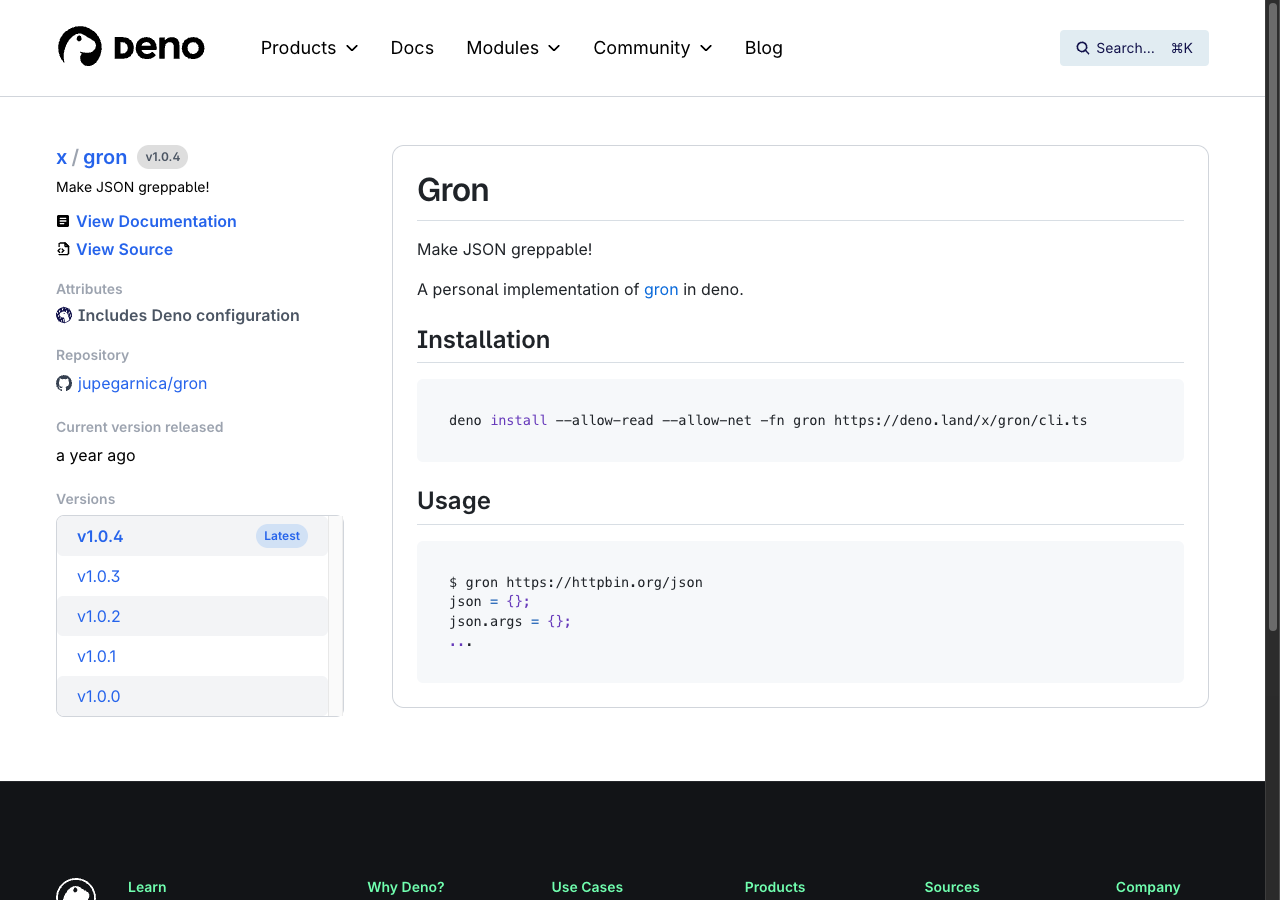 DENO
Products
Docs
Modules
Community
Blog
Search...
⌘K
x / gron v1.0.4
Make JSON greppable!
View Documentation
View Source
Attributes
Includes Deno configuration
Repository
jupegarnica/gron
Current version released
a year ago
Versions
v1.0.4 Latest
v1.0.3
v1.0.2
v1.0.1
v1.0.0
Gron
Make JSON greppable!
A personal implementation of gron in deno.
Installation
deno install --allow-read --allow-net -fn gron https://deno.land/x/gron/cli.ts
Usage
$ gron https://httpbin.org/json
json = {};
json.args = {};
...
Learn
Why Deno?
Use Cases
Products
Sources
Company